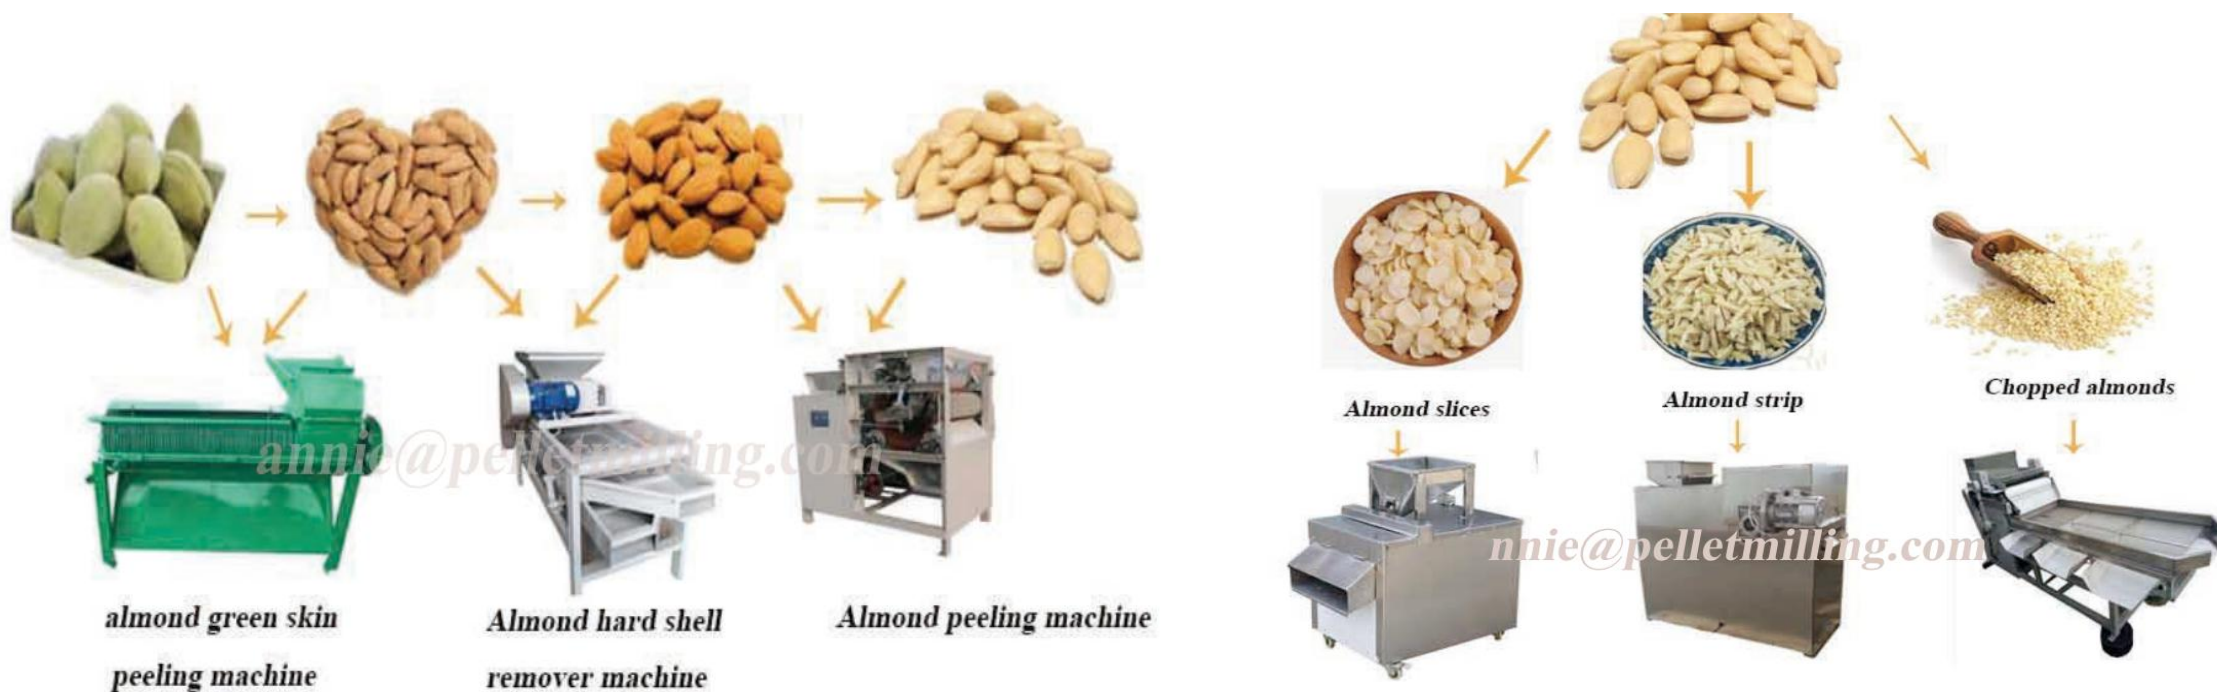 Almond slices
Almond strip
Chopped almonds
annie@pelletmilling.com
nnie@pelletmilling.com
almond green skin
peeling machine
Almond hard shell
remover machine
Almond peeling machine